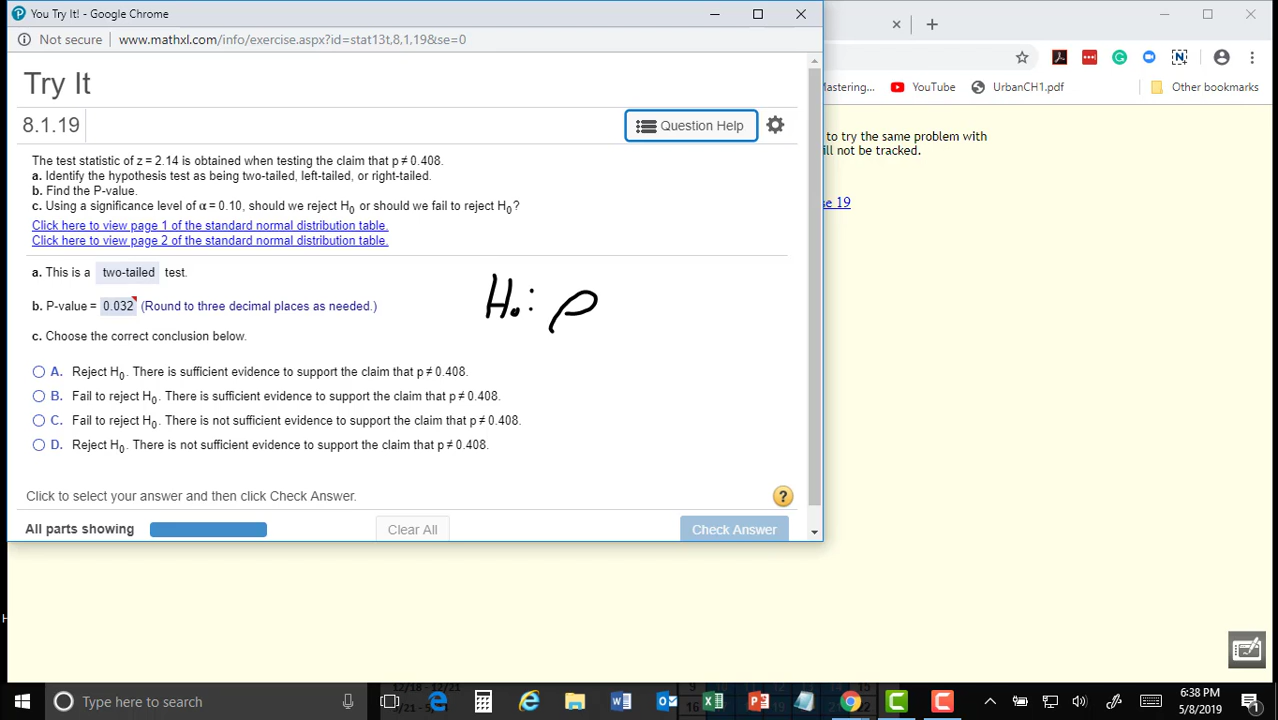 You Try It! - Google Chrome
Not secure www.mathxl.com/info/exercise.aspx?id=stat13t,8,1,19&se=0
Mastering... YouTube UrbanCH1.pdf Other bookmarks
Try It
8.1.19 Question Help
to try the same problem with
ill not be tracked.
se 19
The test statistic of z = 2.14 is obtained when testing the claim that p ≠ 0.408.
a. Identify the hypothesis test as being two-tailed, left-tailed, or right-tailed.
b. Find the P-value.
c. Using a significance level of α = 0.10, should we reject H0 or should we fail to reject H0?
Click here to view page 1 of the standard normal distribution table.
Click here to view page 2 of the standard normal distribution table.
a. This is a two-tailed test.
b. P-value = 0.032 (Round to three decimal places as needed.)
H0: p
c. Choose the correct conclusion below.
A. Reject H0. There is sufficient evidence to support the claim that p ≠ 0.408.
B. Fail to reject H0. There is sufficient evidence to support the claim that p ≠ 0.408.
C. Fail to reject H0. There is not sufficient evidence to support the claim that p ≠ 0.408.
D. Reject H0. There is not sufficient evidence to support the claim that p ≠ 0.408.
Click to select your answer and then click Check Answer.
?
All parts showing Clear All Check Answer
Type here to search
6:38 PM
5/8/2019